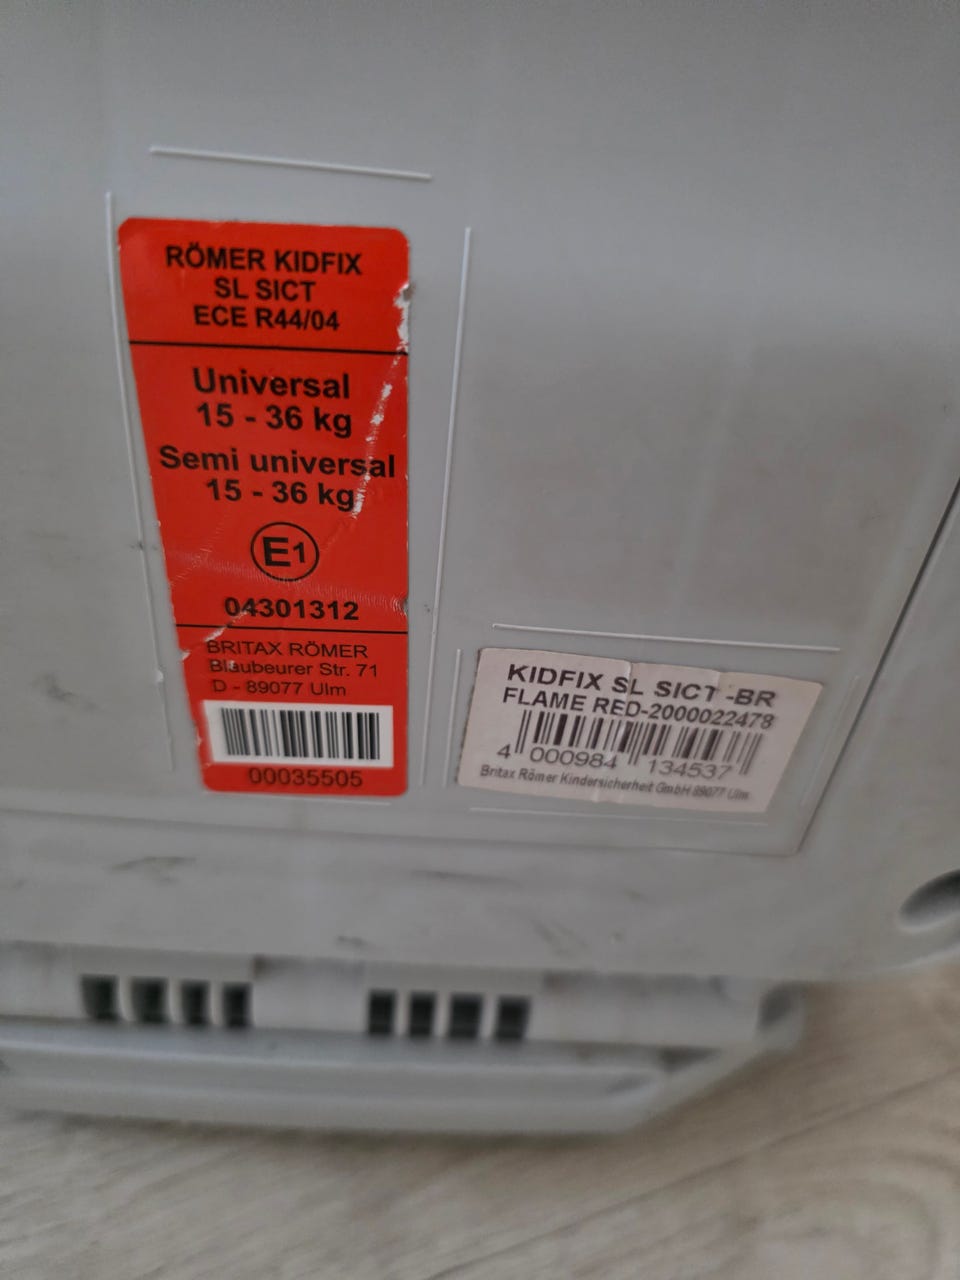 RÖMER KIDFIX
SL SICT
ECE R44/04
Universal
15 - 36 kg
Semi universal
15 - 36 kg
E1
04301312
BRITAX RÖMER
Blaubeurer Str. 71
D - 89077 Ulm
00035505
KIDFIX SL SICT -BR
FLAME RED-2000022478
4 000984 134537
Britax Römer Kindersicherheit GmbH 89077 Ulm